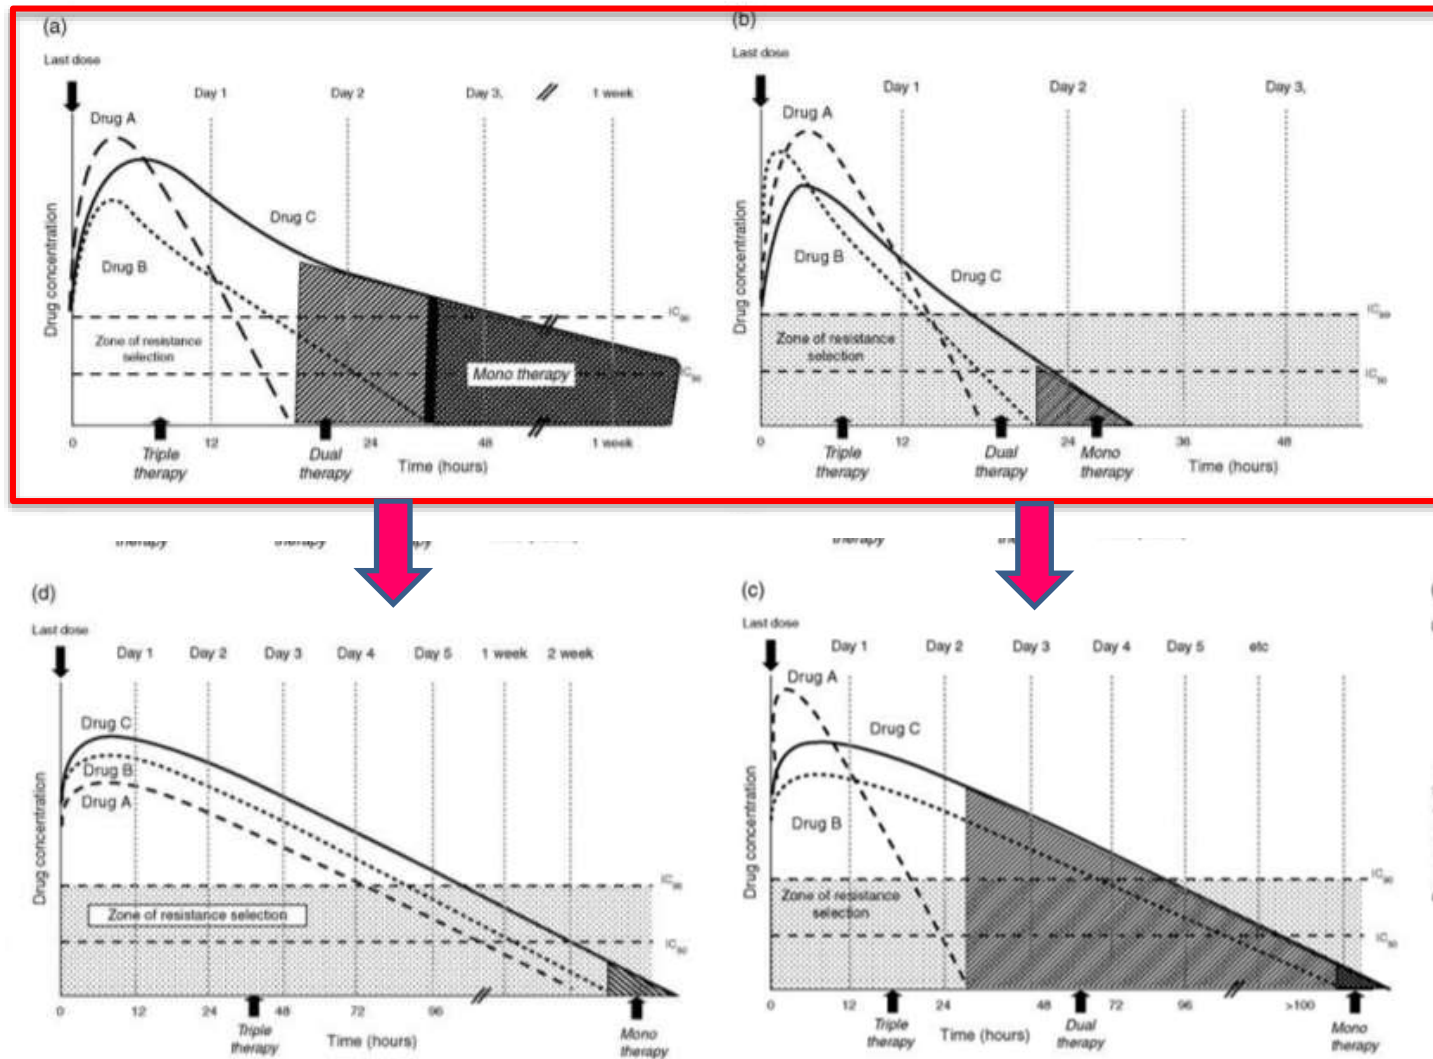 (a)
Last dose
Day 1
Day 2
Day 3,
1 week
Drug A
Drug C
Drug B
Drug concentration
Zone of resistance
selection
Mono therapy
0
12
24
48
1 week
Triple
therapy
Dual
therapy
Time (hours)
(b)
Last dose
Day 1
Day 2
Day 3,
Drug A
Drug B
Drug C
Drug concentration
Zone of resistance
selection
IC50
0
12
24
36
48
Triple
therapy
Dual
therapy
Mono
therapy
Time (hours)
(d)
Last dose
Day 1
Day 2
Day 3
Day 4
Day 5
1 week
2 week
Drug C
Drug B
Drug A
Drug concentration
Zone of resistance selection
IC50
0
12
24
48
72
96
Triple
therapy
Time (hours)
Mono
therapy
(c)
Last dose
Day 1
Day 2
Day 3
Day 4
Day 5
etc
Drug A
Drug C
Drug B
Drug concentration
Zone of resistance
selection
IC50
0
12
24
48
72
96
>100
Triple
therapy
Time (hours)
Dual
therapy
Mono
therapy